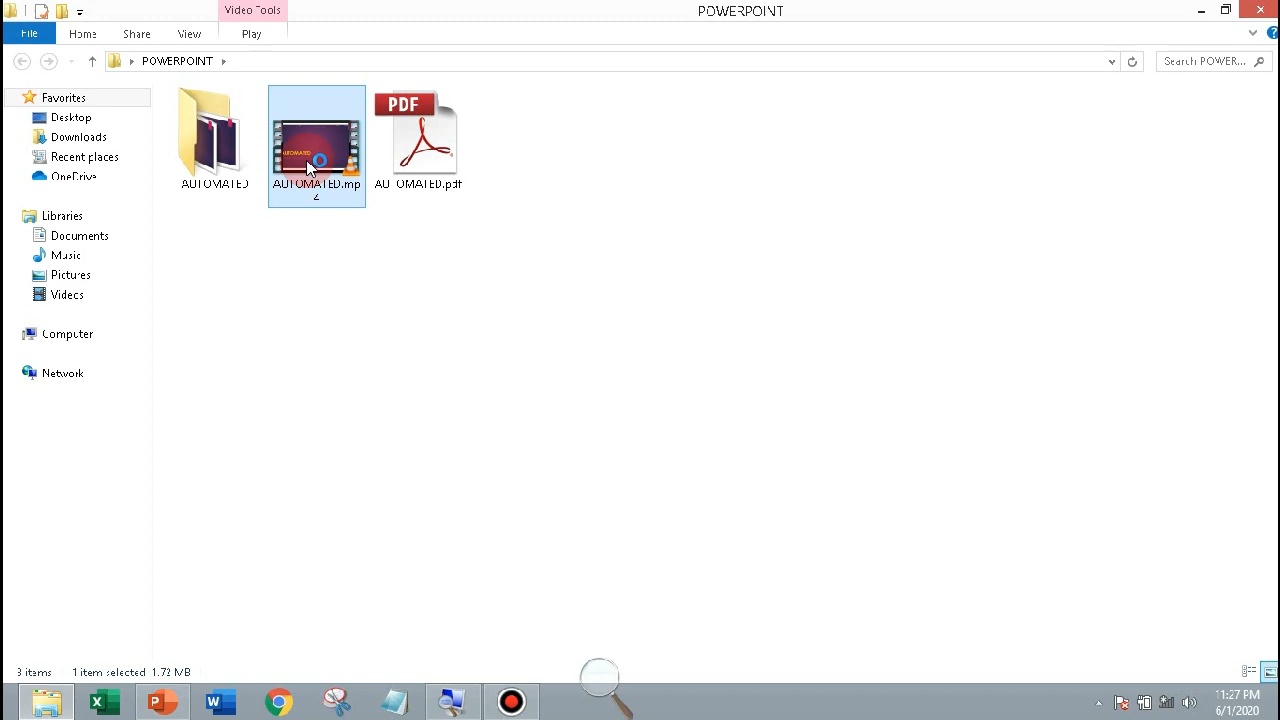 Video Tools
POWERPOINT
File
Home
Share
View
Play
POWERPOINT
Search POWER...
Favorites
Desktop
Downloads
Recent places
OneDrive
Libraries
Documents
Music
Pictures
Videos
Computer
Network
PDF
AUTOMATED
AUTOMATED
AUTOMATED.mp
4
AUTOMATED.pdf
3 items
1 item selected 1.72 MB
11:27 PM
6/1/2020